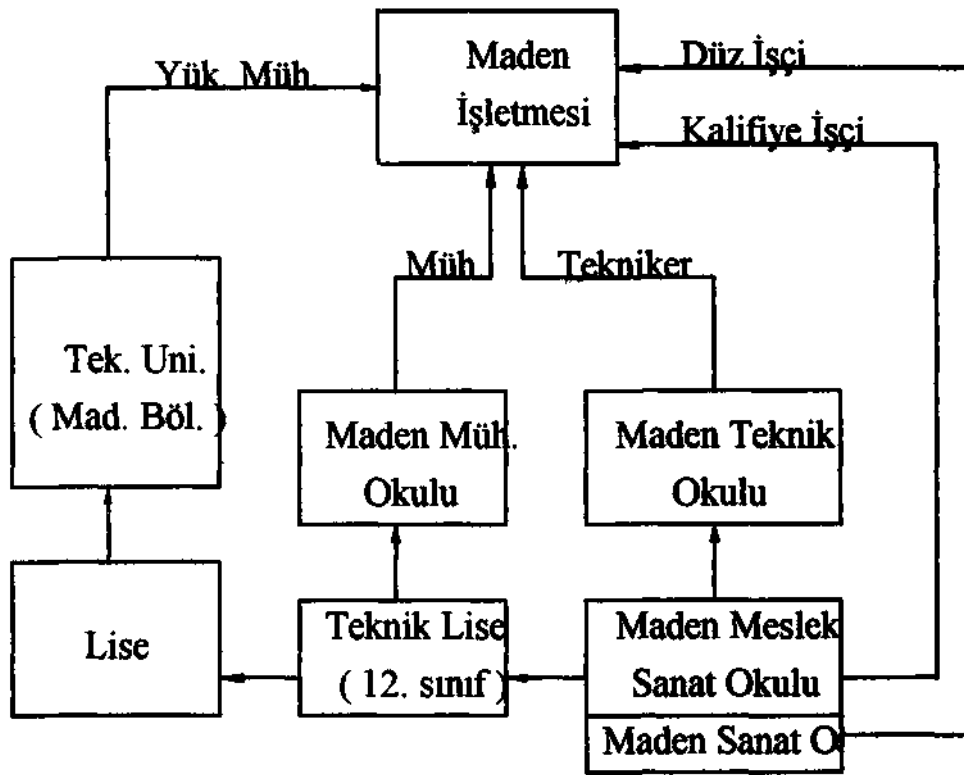 Maden
İşletmesi
Yük. Müh.
Düz İşçi
Kalifiye İşçi
Müh.
Tekniker
Tek. Uni.
( Mad. Böl. )
Maden Müh.
Okulu
Maden Teknik
Okulu
Lise
Teknik Lise
( 12. sınıf )
Maden Meslek
Sanat Okulu
Maden Sanat O